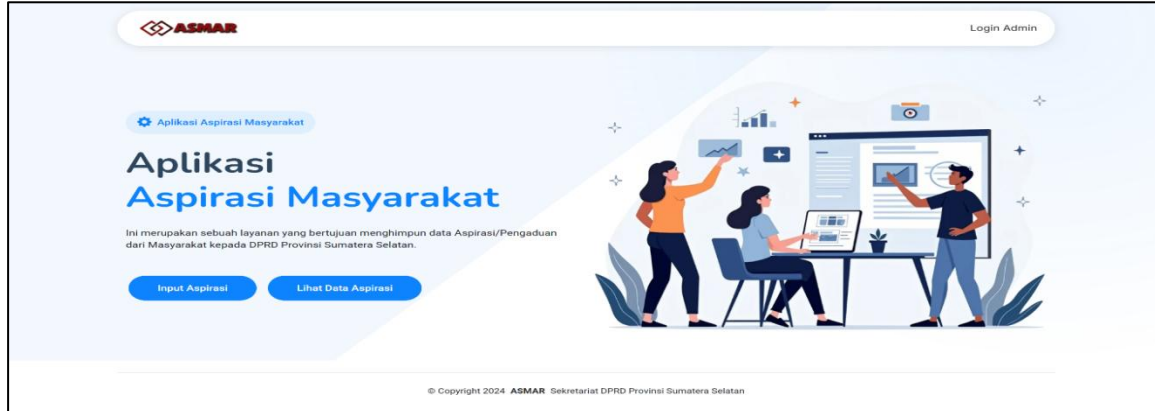 ASMAR
Login Admin
Aplikasi Aspirasi Masyarakat
Aplikasi
Aspirasi Masyarakat
Ini merupakan sebuah layanan yang bertujuan menghimpun data Aspirasi/Pengaduan
dari Masyarakat kepada DPRD Provinsi Sumatera Selatan.
Input Aspirasi
Lihat Data Aspirasi
© Copyright 2024 ASMAR Sekretariat DPRD Provinsi Sumatera Selatan